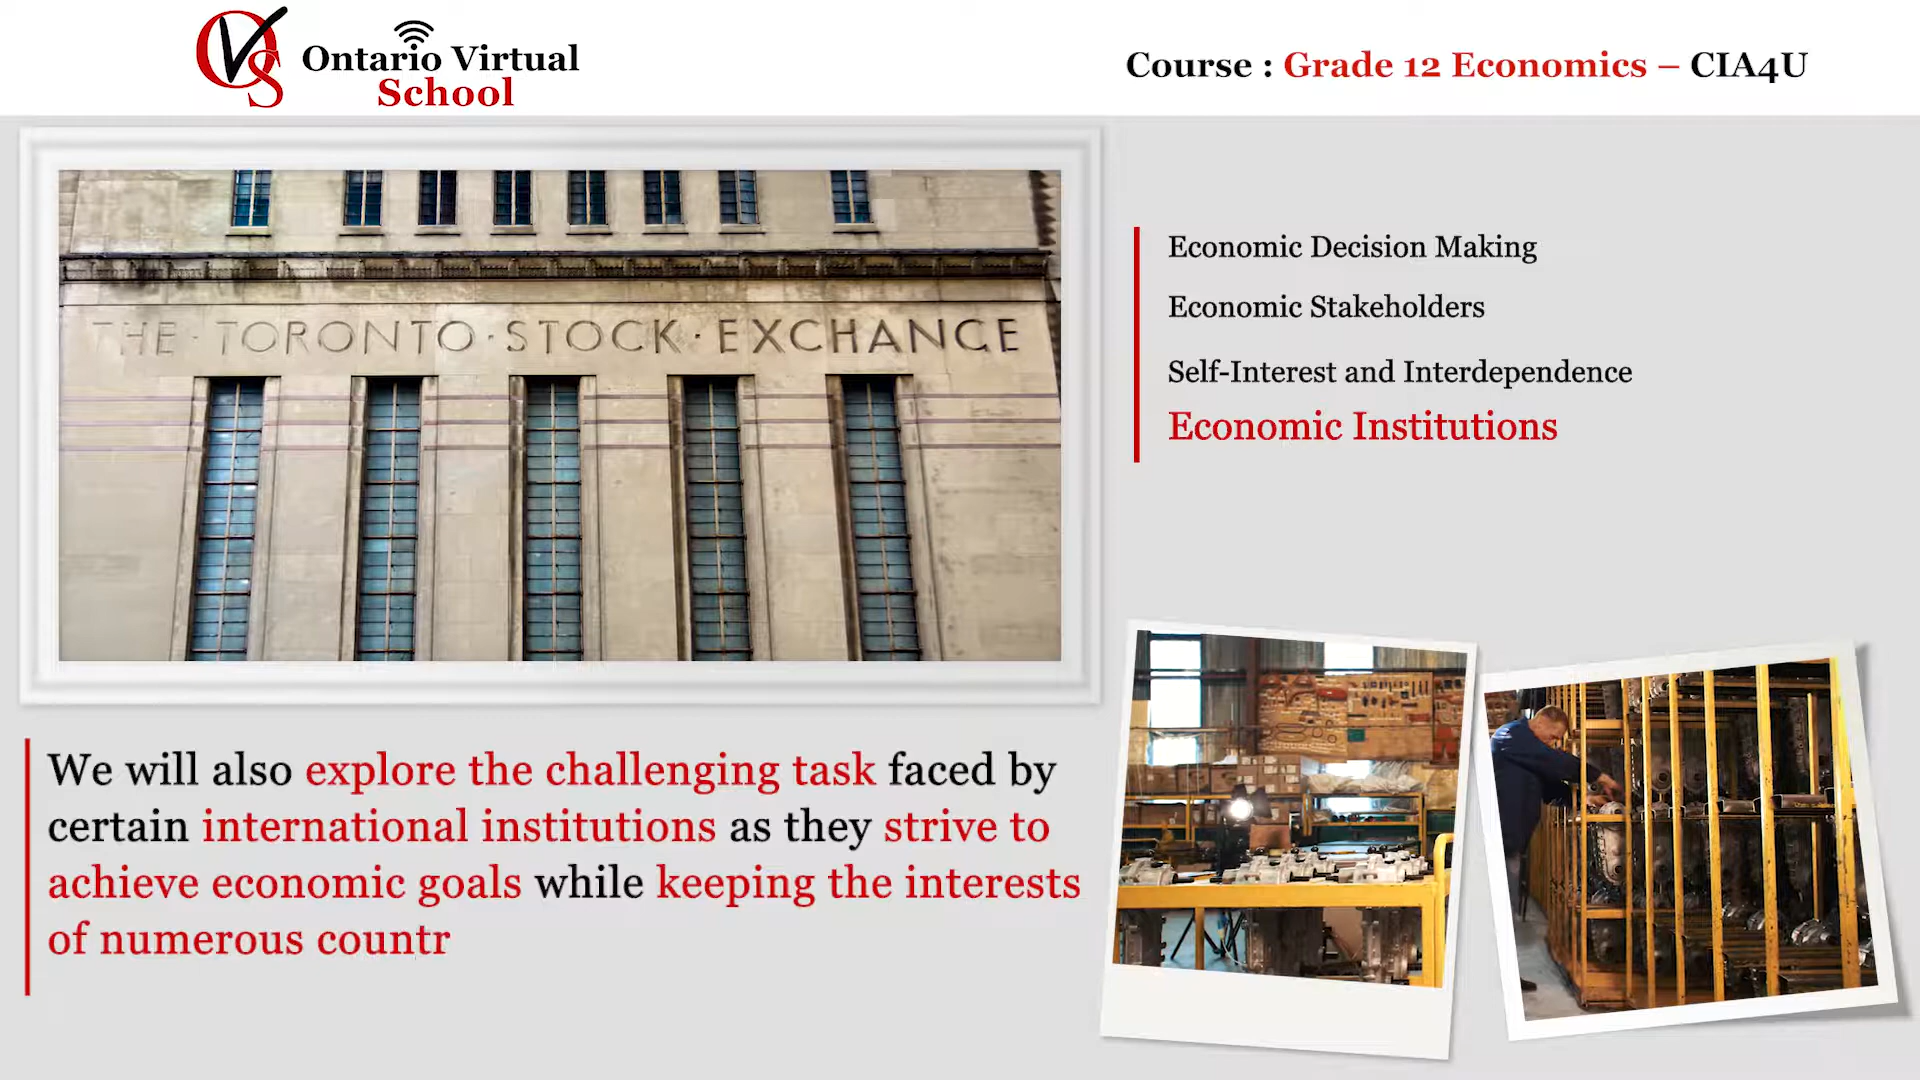 OVS
Ontario Virtual
School
Course : Grade 12 Economics – CIA4U
THE · TORONTO · STOCK · EXCHANGE
Economic Decision Making
Economic Stakeholders
Self-Interest and Interdependence
Economic Institutions
We will also explore the challenging task faced by
certain international institutions as they strive to
achieve economic goals while keeping the interests
of numerous countr